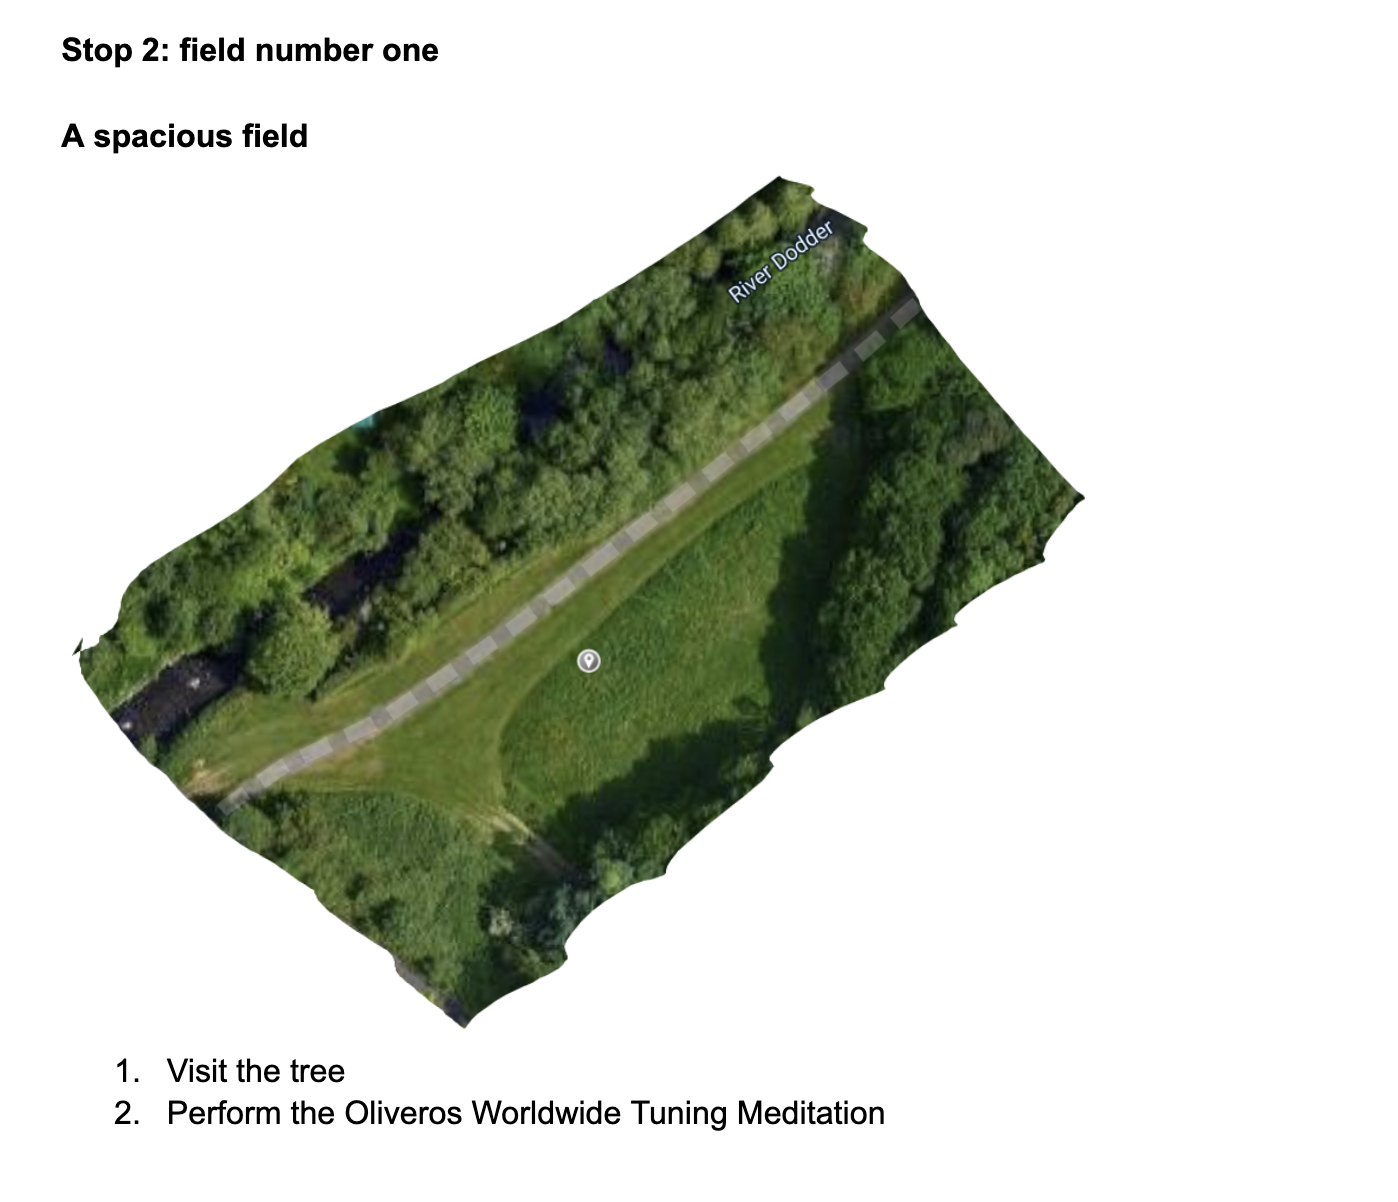 Stop 2: field number one
A spacious field
River Dodder
1. Visit the tree
2. Perform the Oliveros Worldwide Tuning Meditation